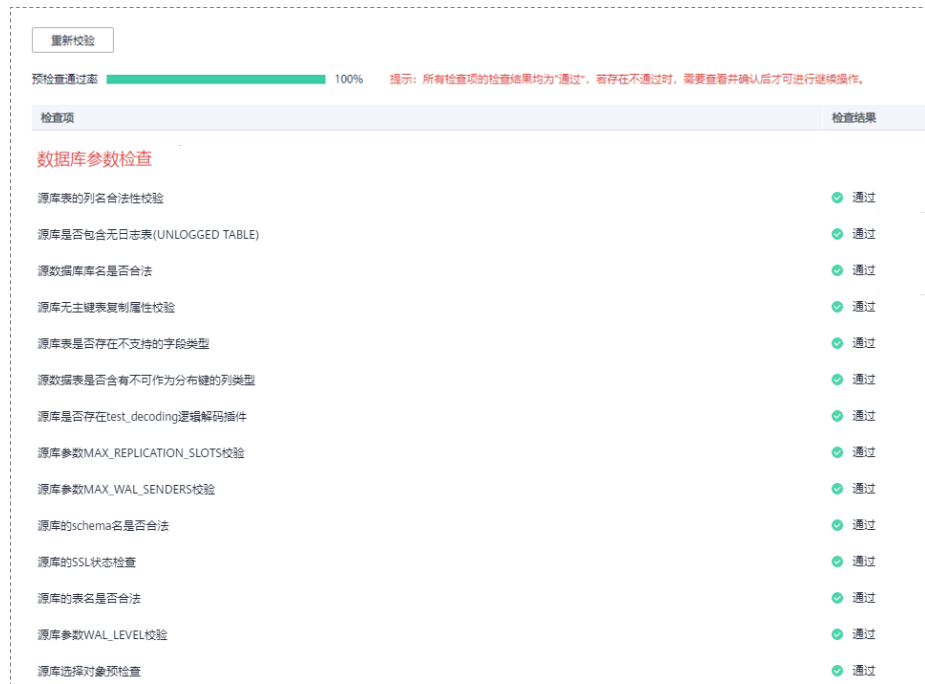 重新校验
预检查通过率 100% 提示：所有检查项的检查结果均为"通过"，若存在不通过时，需要查看并确认后才可进行继续操作。
检查项 检查结果
数据库参数检查
源库表的列名合法性校验 通过
源库是否包含无日志表(UNLOGGED TABLE) 通过
源数据库库名是否合法 通过
源库无主键表复制属性校验 通过
源库表是否存在不支持的字段类型 通过
源数据表是否含有不可作为分布键的列类型 通过
源库是否存在test_decoding逻辑解码插件 通过
源库参数MAX_REPLICATION_SLOTS校验 通过
源库参数MAX_WAL_SENDERS校验 通过
源库的schema名是否合法 通过
源库的SSL状态检查 通过
源库的表名是否合法 通过
源库参数WAL_LEVEL校验 通过
源库选择对象预检查 通过